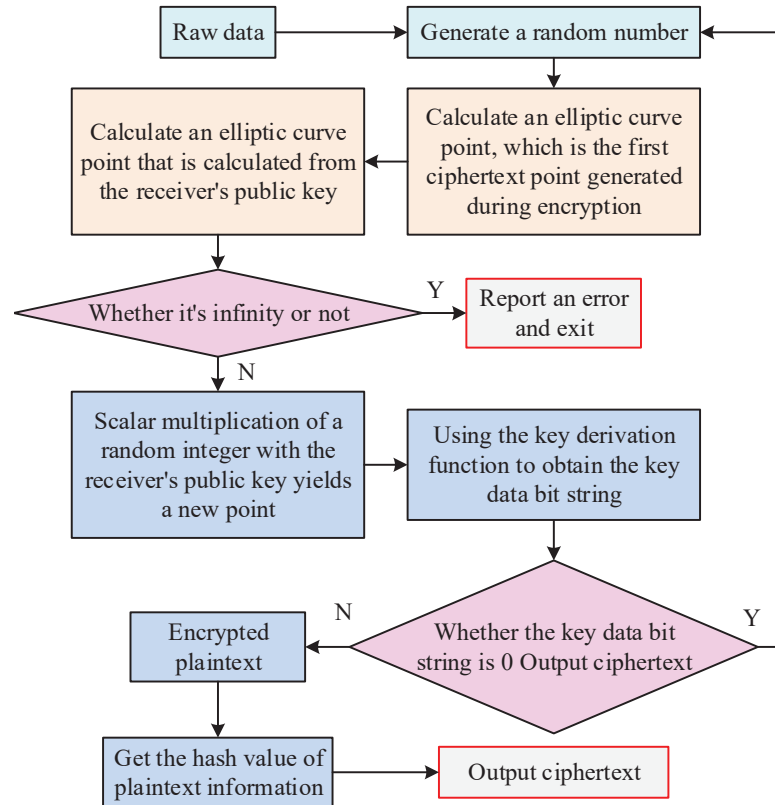 Raw data
Generate a random number
Calculate an elliptic curve
point, which is the first
ciphertext point generated
during encryption
Calculate an elliptic curve
point that is calculated from
the receiver's public key
Whether it's infinity or not
Y
Report an error
and exit
N
Scalar multiplication of a
random integer with the
receiver's public key yields
a new point
Using the key derivation
function to obtain the key
data bit string
Whether the key data bit
string is 0 Output ciphertext
Y
N
Encrypted
plaintext
Get the hash value of
plaintext information
Output ciphertext